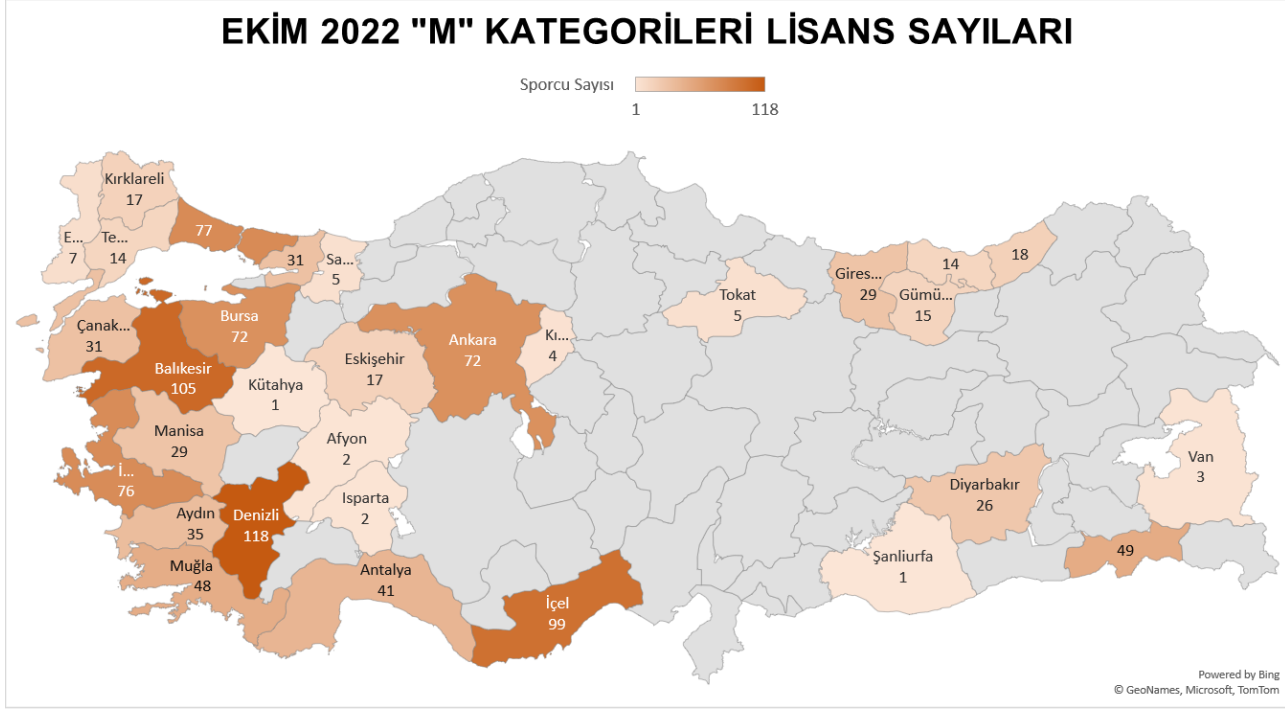 EKİM 2022 "M" KATEGORİLERİ LİSANS SAYILARI
Sporcu Sayısı
1
118
Kırklareli
17
E...
7
Te...
14
77
31
Sa...
5
Çanak...
31
Bursa
72
Balıkesir
105
Kütahya
1
Eskişehir
17
Ankara
72
Kı...
4
Tokat
5
Gires...
29
14
Gümü...
15
18
Manisa
29
Afyon
2
İ...
76
Isparta
2
Aydın
35
Denizli
118
Muğla
48
Antalya
41
İçel
99
Diyarbakır
26
Şanliurfa
1
Van
3
49
Powered by Bing
© GeoNames, Microsoft, TomTom